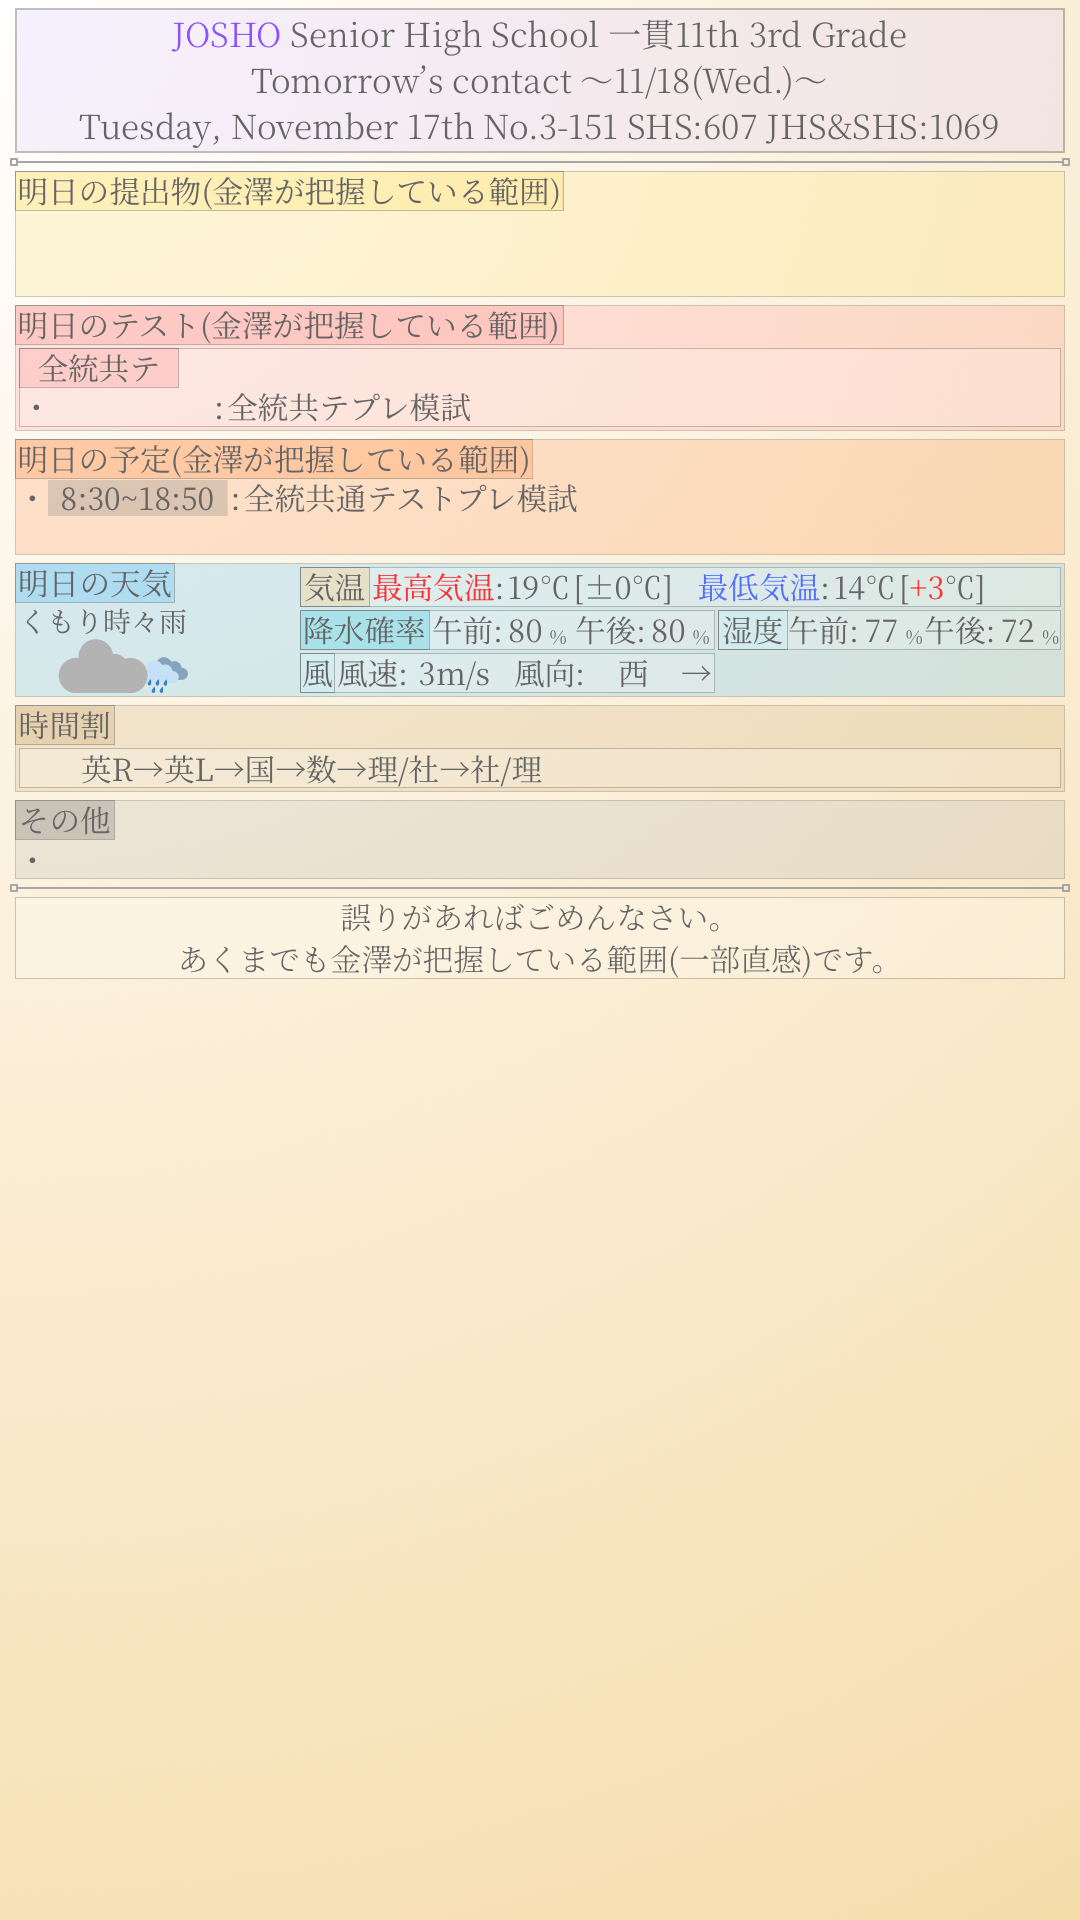 JOSHO Senior High School 一貫11th 3rd Grade
Tomorrow's contact ～11/18(Wed.)～
Tuesday, November 17th No.3-151 SHS:607 JHS&SHS:1069
明日の提出物(金澤が把握している範囲)
明日のテスト(金澤が把握している範囲)
全統共テ
・ :全統共テプレ模試
明日の予定(金澤が把握している範囲)
・ 8:30~18:50 :全統共通テストプレ模試
明日の天気
くもり時々雨
気温 最高気温:19℃[±0℃] 最低気温:14℃[+3℃]
降水確率 午前:80% 午後:80% 湿度 午前:77%午後:72%
風 風速: 3m/s 風向: 西 →
時間割
英R→英L→国→数→理/社→社/理
その他
・
誤りがあればごめんなさい。
あくまでも金澤が把握している範囲(一部直感)です。